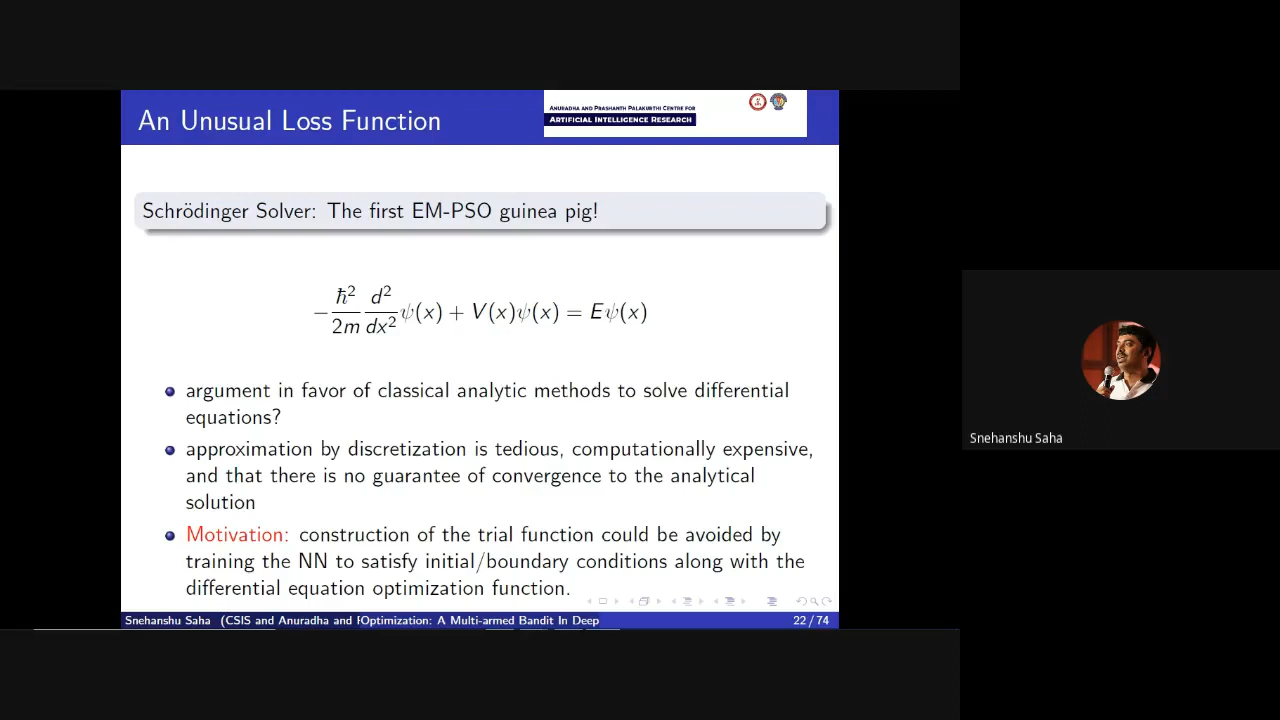 An Unusual Loss Function
ANURADHA AND PRASHANTH PALAKURTHI CENTRE FOR
ARTIFICIAL INTELLIGENCE RESEARCH
Schrödinger Solver: The first EM-PSO guinea pig!
−ℏ²/2m d²/dx² ψ(x) + V(x)ψ(x) = Eψ(x)
argument in favor of classical analytic methods to solve differential
equations?
approximation by discretization is tedious, computationally expensive,
and that there is no guarantee of convergence to the analytical
solution
Motivation: construction of the trial function could be avoided by
training the NN to satisfy initial/boundary conditions along with the
differential equation optimization function.
Snehanshu Saha (CSIS and Anuradha and Optimization: A Multi-armed Bandit In Deep 22 / 74
Snehanshu Saha